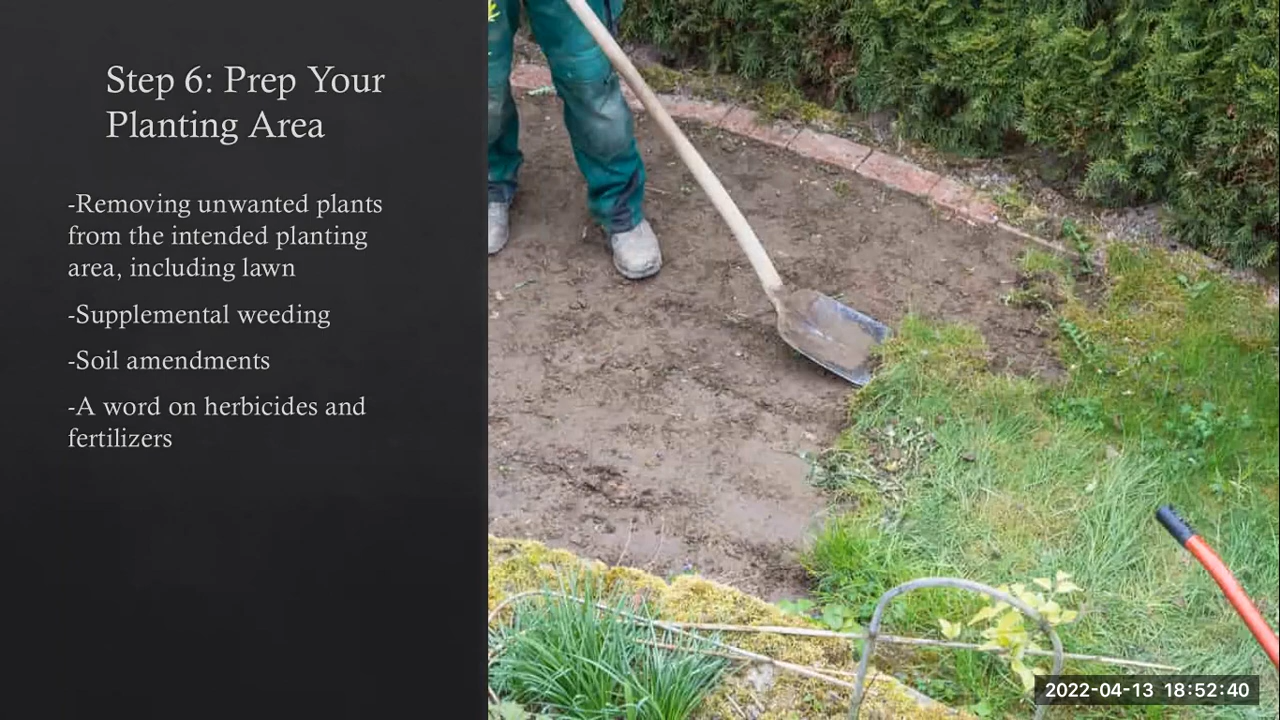 Step 6: Prep Your
Planting Area
-Removing unwanted plants
from the intended planting
area, including lawn
-Supplemental weeding
-Soil amendments
-A word on herbicides and
fertilizers
2022-04-13 18:52:40